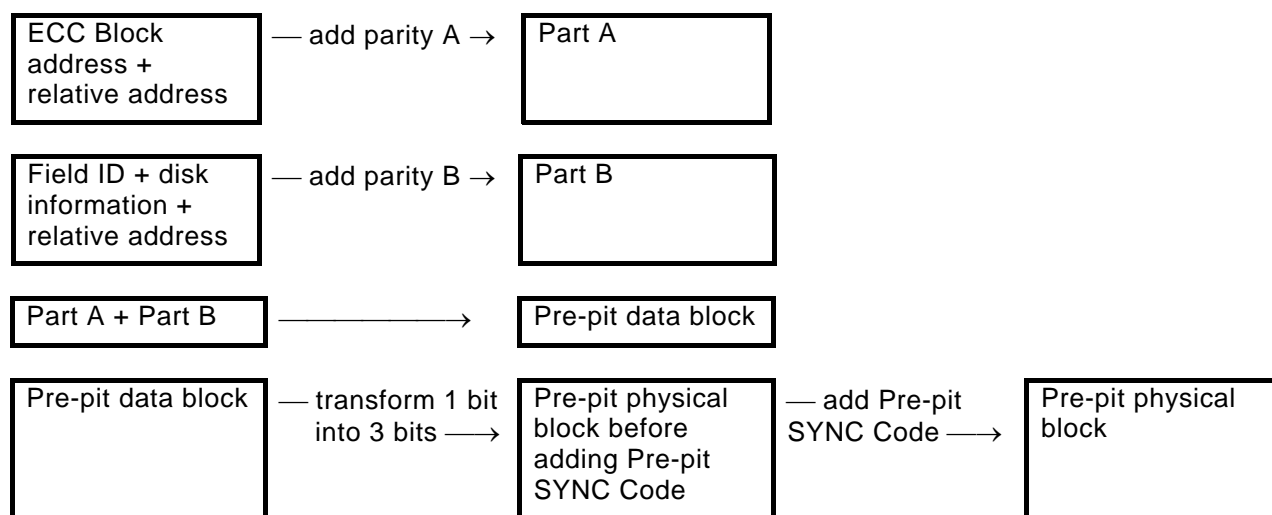 ECC Block
address +
relative address
— add parity A →
Part A
Field ID + disk
information +
relative address
— add parity B →
Part B
Part A + Part B
———————→
Pre-pit data block
Pre-pit data block
— transform 1 bit
into 3 bits —→
Pre-pit physical
block before
adding Pre-pit
SYNC Code
— add Pre-pit
SYNC Code —→
Pre-pit physical
block